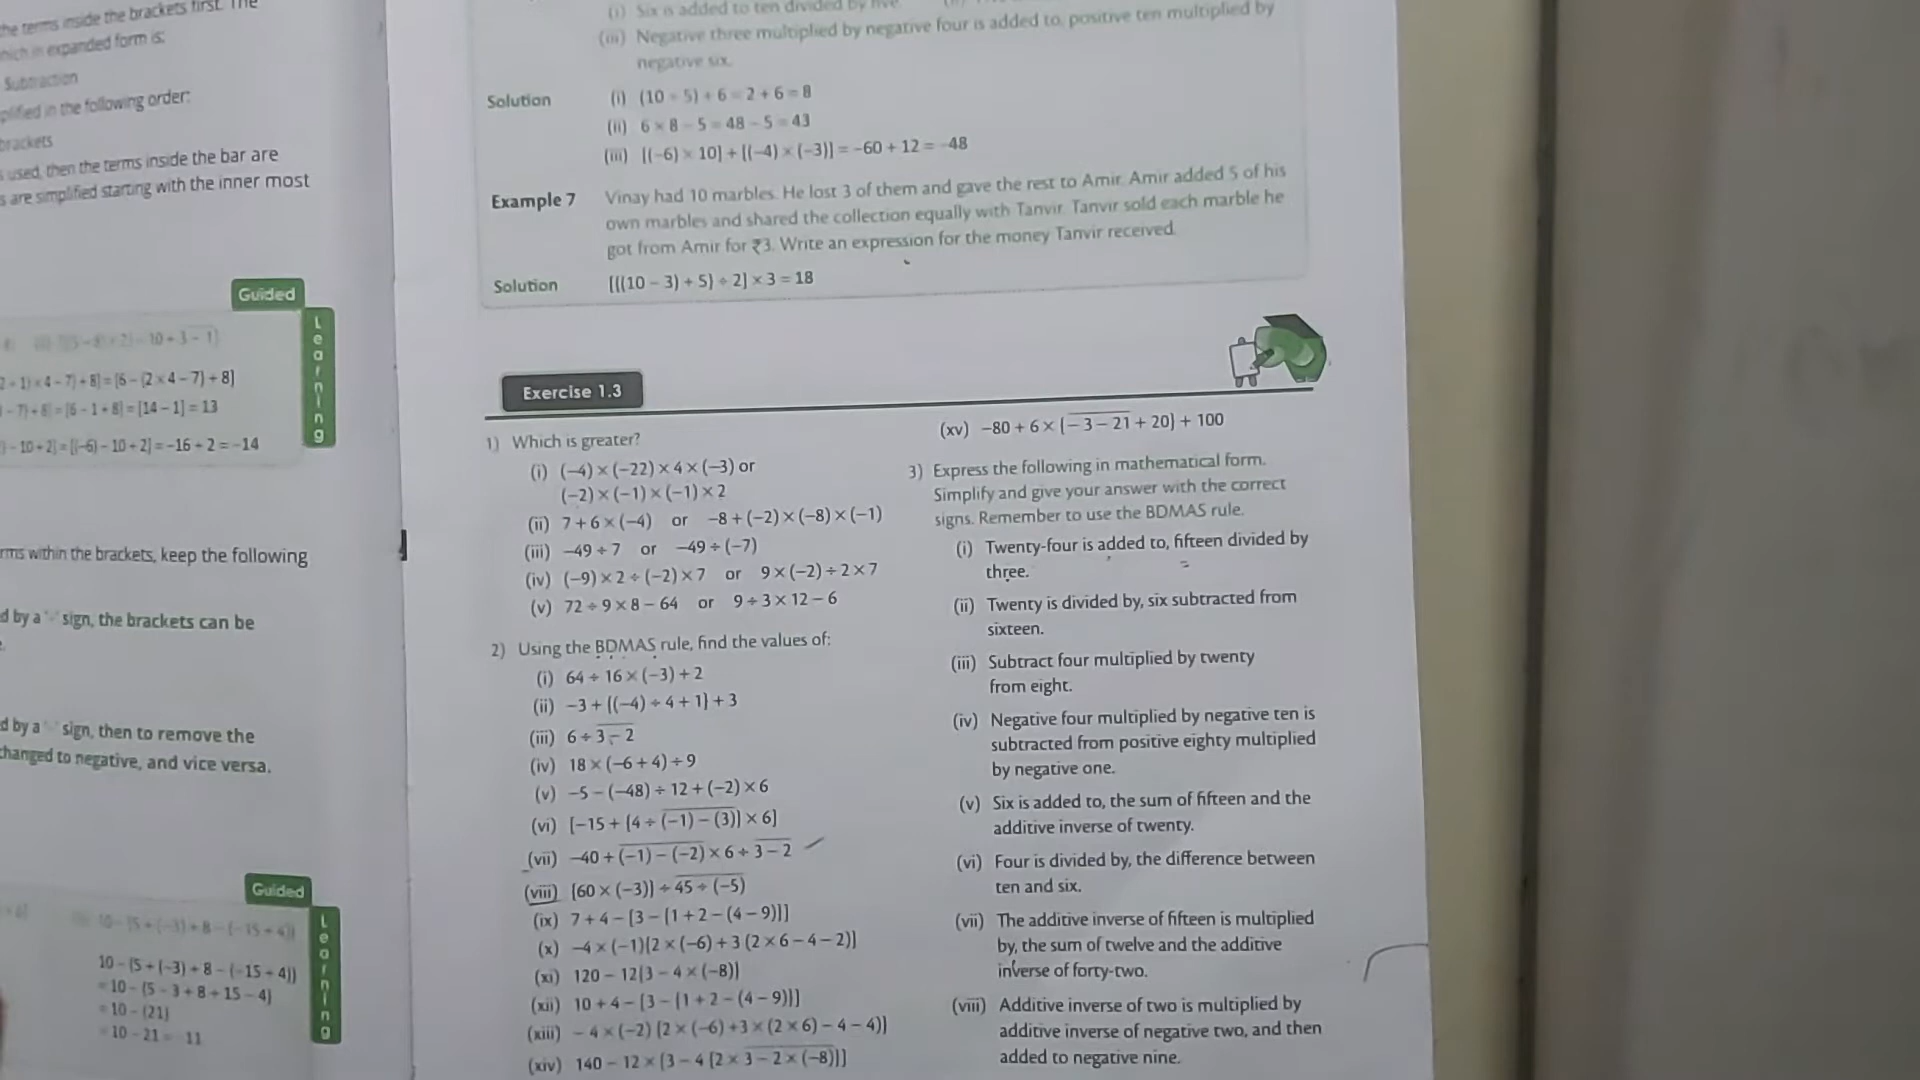 the terms inside the brackets first. The
which in expanded form is:
Subtraction
plified in the following order:
brackets
used, then the terms inside the bar are
s are simplified starting with the inner most
Guided
Learning
2 + 1) × 4 – 7} + 8] = [6 – {2 × 4 – 7} + 8]
– 7} + 8] = [6 – 1 + 8] = [14 – 1] = 13
– 10 + 2] = [(–6) – 10 + 2] = –16 + 2 = –14
rms within the brackets, keep the following
d by a '-' sign, the brackets can be
d by a '-' sign, then to remove the
changed to negative, and vice versa.
Guided
Learning
10 – {5 + (–3) + 8 – (–15 + 4)}
10 – {5 + (–3) + 8 – (–15 + 4)}
= 10 – {5 – 3 + 8 + 15 – 4}
= 10 – {21}
= 10 – 21 = –11
(i) Six is added to ten divided by five
(iii) Negative three multiplied by negative four is added to, positive ten multiplied by
negative six.
Solution (i) (10 ÷ 5) + 6 = 2 + 6 = 8
(ii) 6 × 8 – 5 = 48 – 5 = 43
(iii) [(–6) × 10] + [(–4) × (–3)] = –60 + 12 = –48
Example 7 Vinay had 10 marbles. He lost 3 of them and gave the rest to Amir. Amir added 5 of his
own marbles and shared the collection equally with Tanvir. Tanvir sold each marble he
got from Amir for ₹3. Write an expression for the money Tanvir received.
Solution [{(10 – 3) + 5} ÷ 2] × 3 = 18
Exercise 1.3
1) Which is greater?
(i) (–4) × (–22) × 4 × (–3) or
(–2) × (–1) × (–1) × 2
(ii) 7 + 6 × (–4) or –8 + (–2) × (–8) × (–1)
(iii) –49 ÷ 7 or –49 ÷ (–7)
(iv) (–9) × 2 ÷ (–2) × 7 or 9 × (–2) ÷ 2 × 7
(v) 72 ÷ 9 × 8 – 64 or 9 ÷ 3 × 12 – 6
2) Using the BDMAS rule, find the values of:
(i) 64 ÷ 16 × (–3) + 2
(ii) –3 + {(–4) ÷ 4 + 1} + 3
(iii) 6 ÷ 3 – 2
(iv) 18 × (–6 + 4) ÷ 9
(v) –5 – (–48) ÷ 12 + (–2) × 6
(vi) [–15 + {4 ÷ (–1) – (3)} × 6]
(vii) –40 + (–1) – (–2) × 6 ÷ 3 – 2
(viii) {60 × (–3)} ÷ 45 ÷ (–5)
(ix) 7 + 4 – [3 – {1 + 2 – (4 – 9)}]
(x) –4 × (–1){2 × (–6) + 3 (2 × 6 – 4 – 2)}
(xi) 120 – 12{3 – 4 × (–8)}
(xii) 10 + 4 – [3 – {1 + 2 – (4 – 9)}]
(xiii) – 4 × (–2) {2 × (–6) +3 × (2 × 6) – 4 – 4)}
(xiv) 140 – 12 × [3 – 4 {2 × 3 – 2 × (–8)}]
(xv) –80 + 6 × {– 3 – 21 + 20} + 100
3) Express the following in mathematical form.
Simplify and give your answer with the correct
signs. Remember to use the BDMAS rule.
(i) Twenty-four is added to, fifteen divided by
three.
(ii) Twenty is divided by, six subtracted from
sixteen.
(iii) Subtract four multiplied by twenty
from eight.
(iv) Negative four multiplied by negative ten is
subtracted from positive eighty multiplied
by negative one.
(v) Six is added to, the sum of fifteen and the
additive inverse of twenty.
(vi) Four is divided by, the difference between
ten and six.
(vii) The additive inverse of fifteen is multiplied
by, the sum of twelve and the additive
inverse of forty-two.
(viii) Additive inverse of two is multiplied by
additive inverse of negative two, and then
added to negative nine.